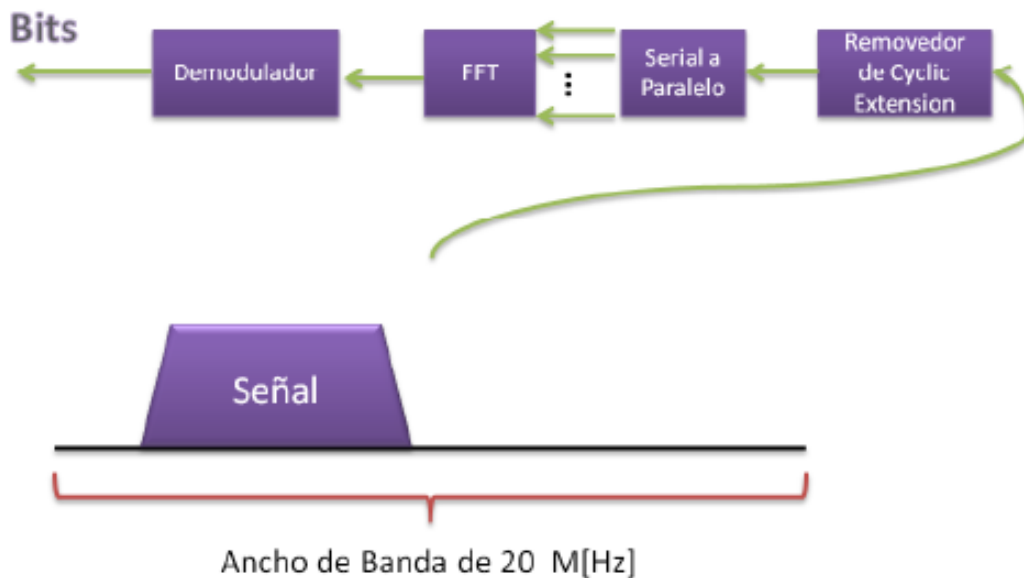 Bits
Demodulador
FFT
Serial a
Paralelo
Removedor
de Cyclic
Extension
Señal
Ancho de Banda de 20 M[Hz]